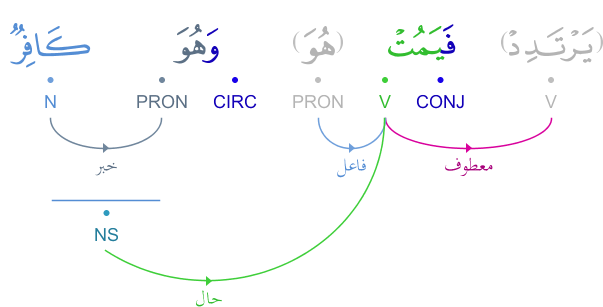 (يَرْتَدِدْ) فَيَمُتْ (هُوَ) وَهُوَ كَافِرٌ
V CONJ V PRON CIRC PRON N
معطوف فاعل خبر
NS
حال